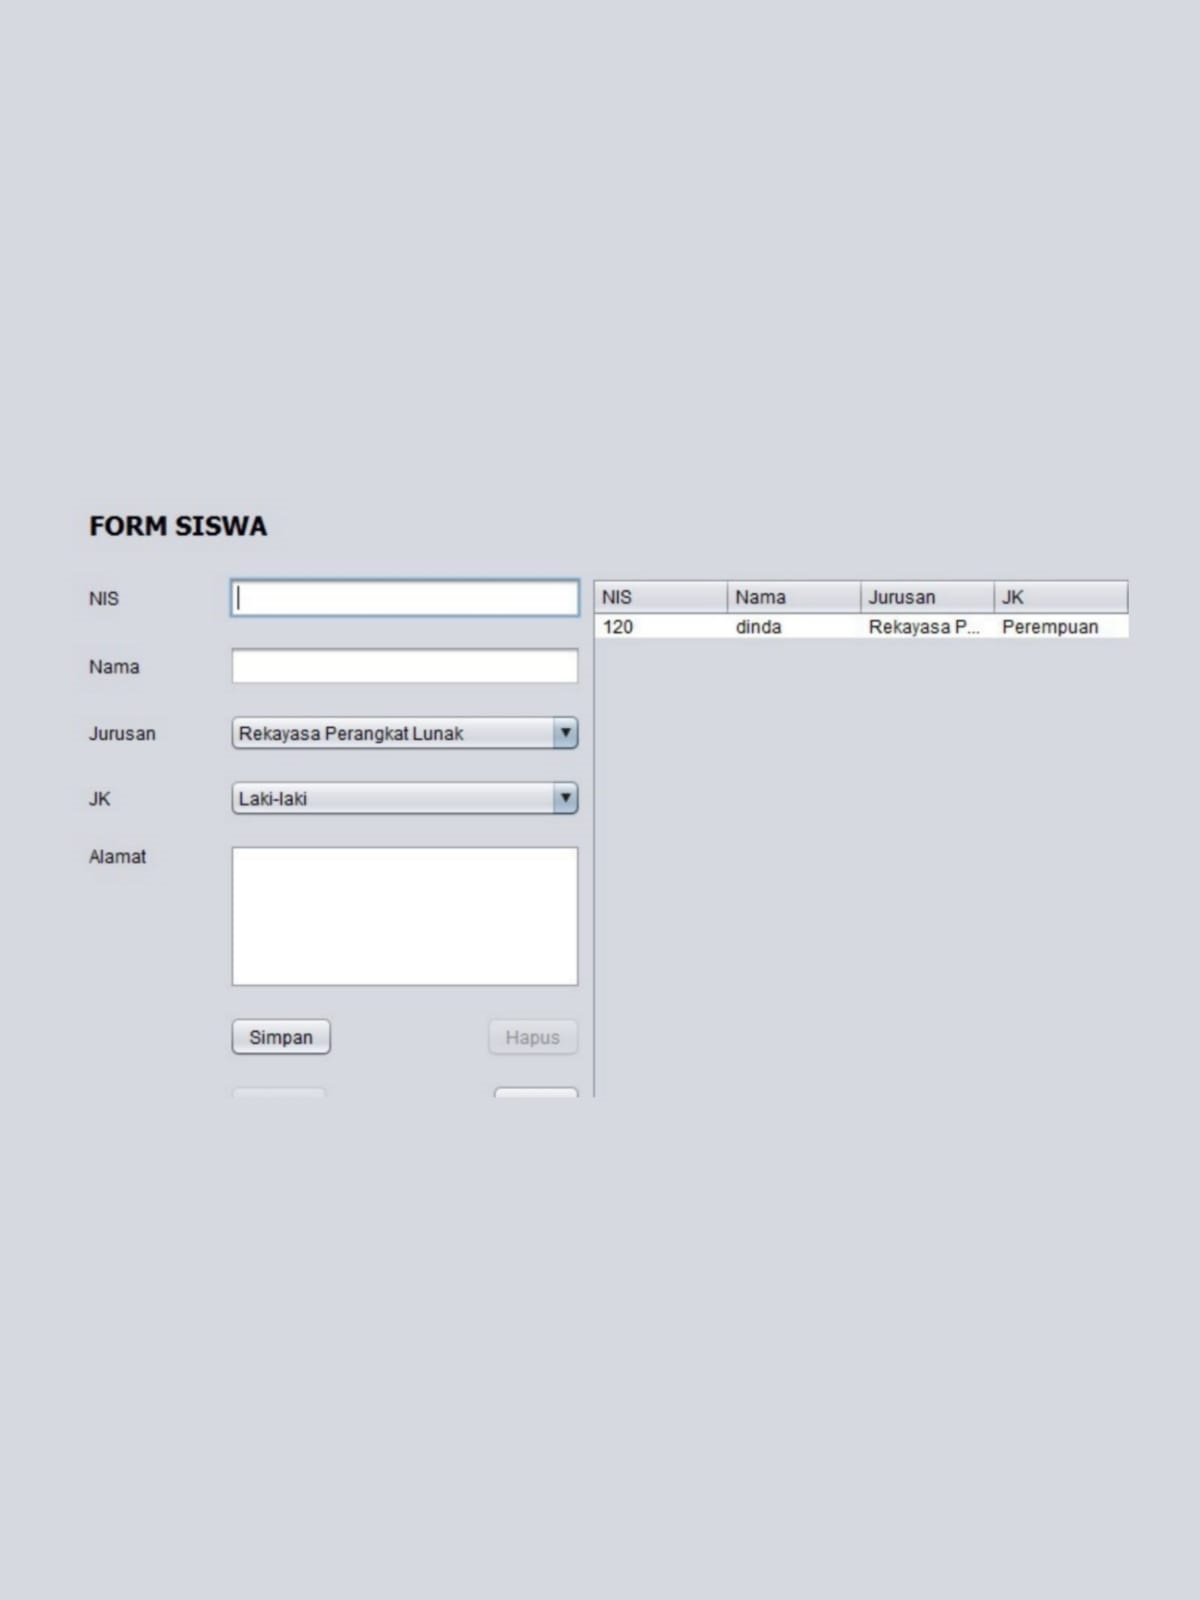 FORM SISWA
NIS
Nama
Jurusan
Rekayasa Perangkat Lunak
JK
Laki-laki
Alamat
Simpan
Hapus
NIS Nama Jurusan JK
120 dinda Rekayasa P... Perempuan